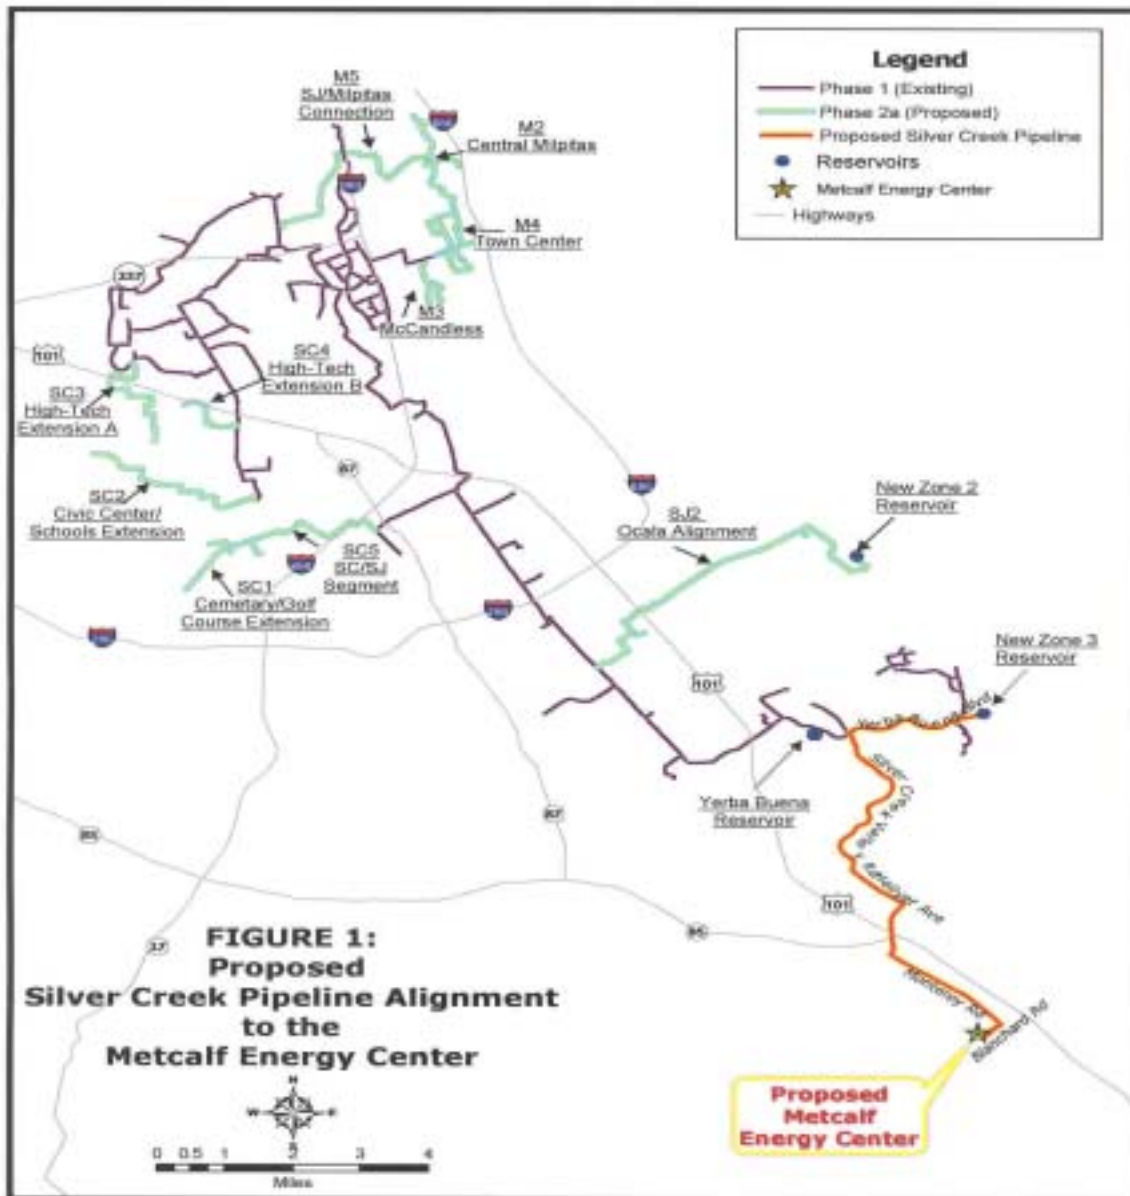 Legend
Phase 1 (Existing)
Phase 2a (Proposed)
Proposed Silver Creek Pipeline
Reservoirs
Metcalf Energy Center
Highways
M5
SJ/Milpitas
Connection
M2
Central Milpitas
M4
Town Center
M3
McCandless
237
101
SC4
High-Tech
Extension B
SC3
High-Tech
Extension A
87
SC2
Civic Center/
Schools Extension
SC5
SC/SJ
Segment
SC1
Cemetary/Golf
Course Extension
SJ2
Ocala Alignment
New Zone 2
Reservoir
New Zone 3
Reservoir
101
Yerba Buena Blvd
Yerba Buena
Reservoir
Silver Creek Valley
Hellyer Ave
87
85
101
85
17
Monterey Rd
Blanchard Rd
FIGURE 1:
Proposed
Silver Creek Pipeline Alignment
to the
Metcalf Energy Center
N
W
E
S
0 0.5 1 2 3 4
Miles
Proposed
Metcalf
Energy Center